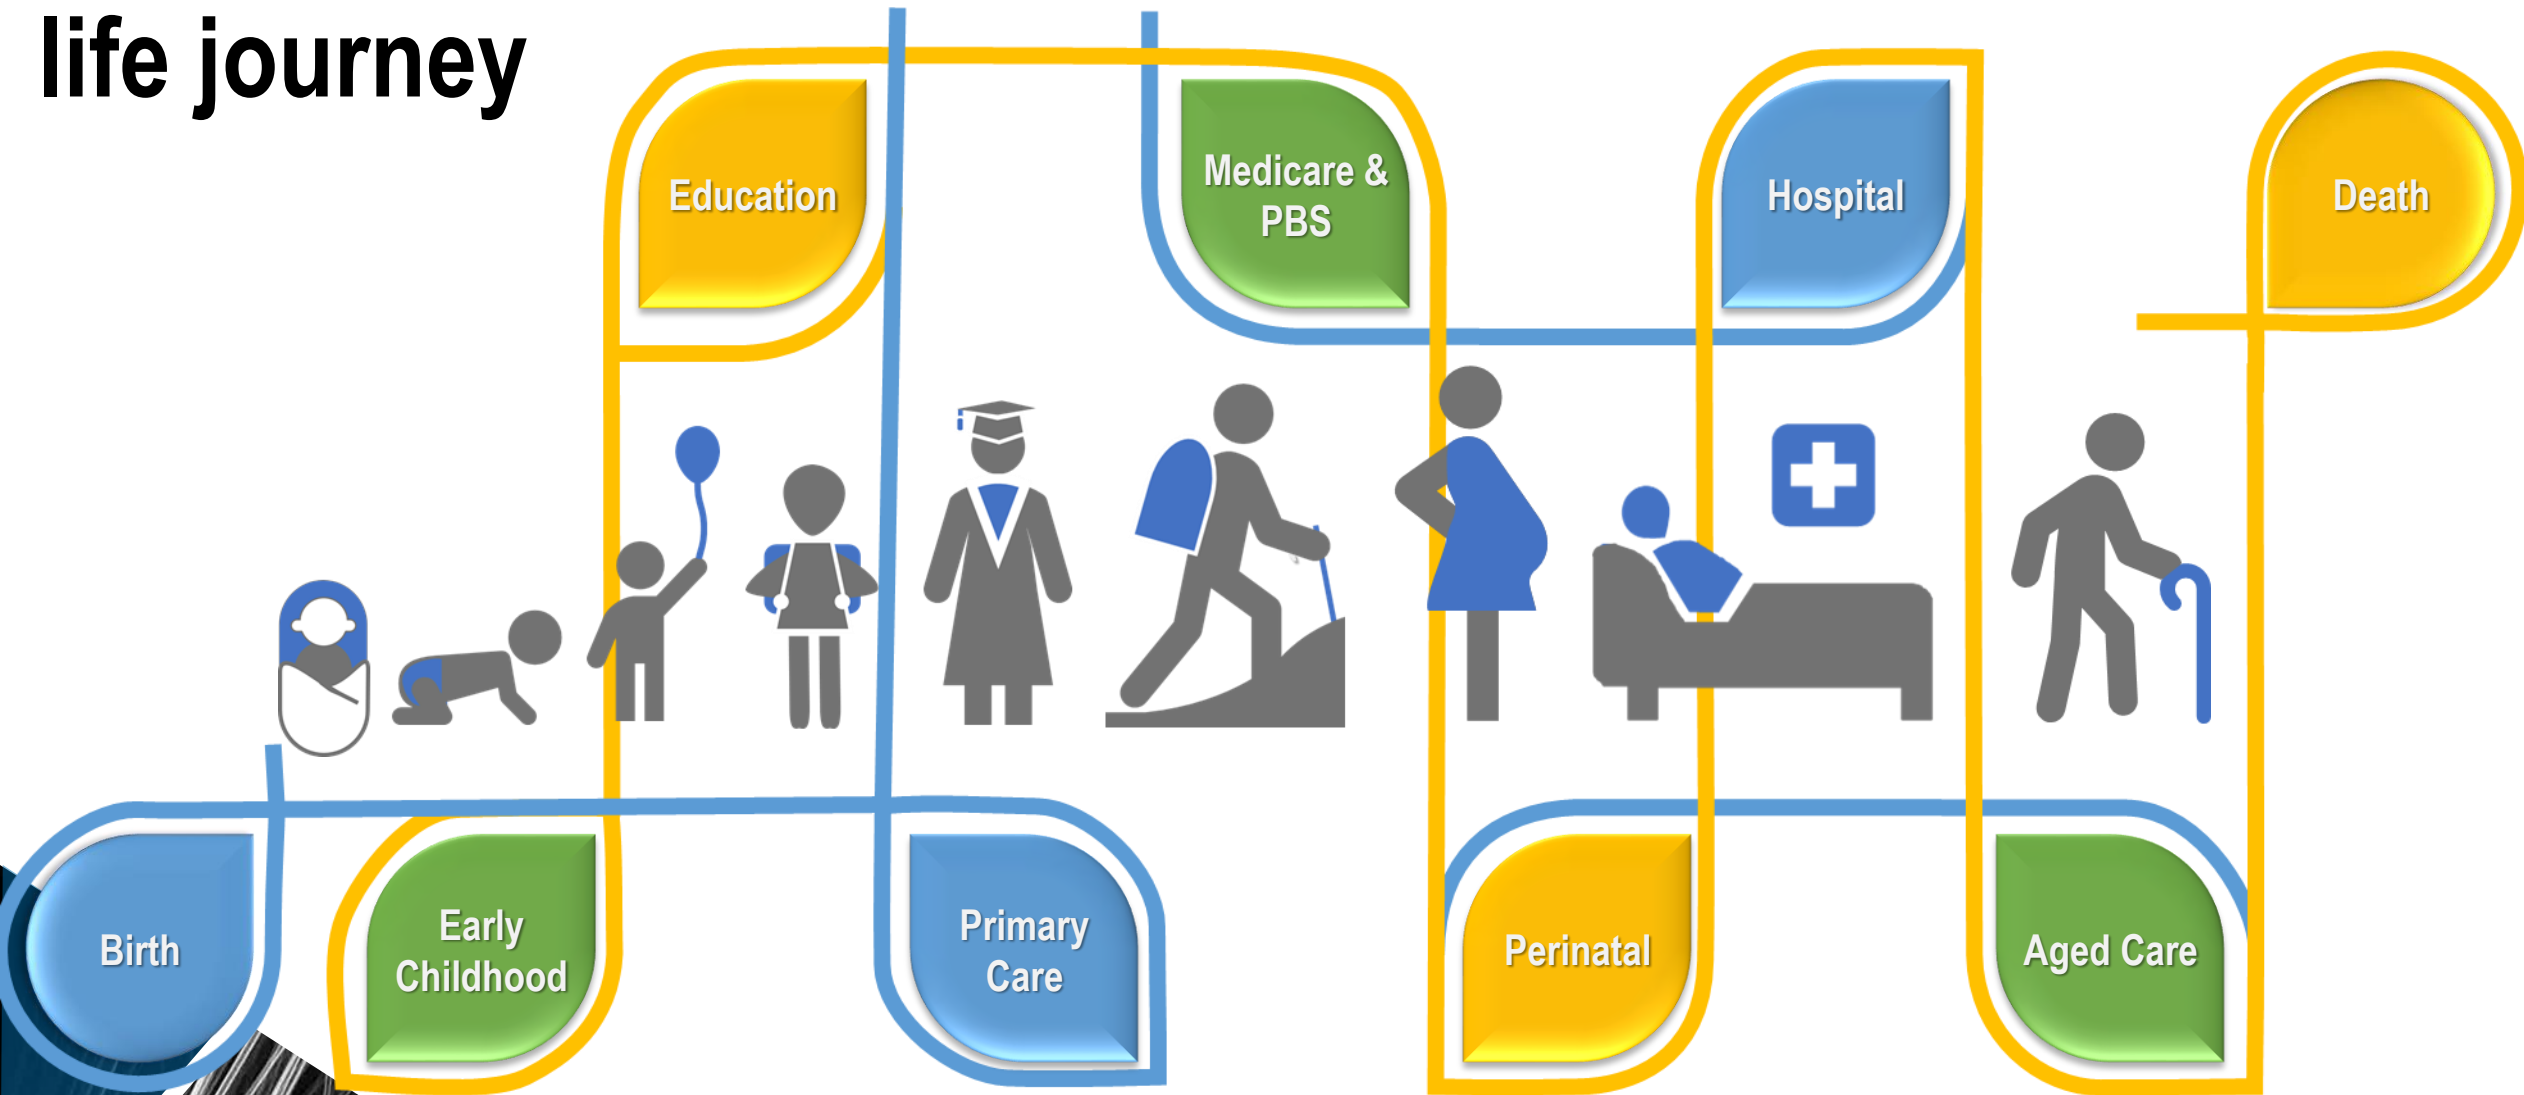 life journey
Education
Medicare &
PBS
Hospital
Death
Birth
Early
Childhood
Primary
Care
Perinatal
Aged Care